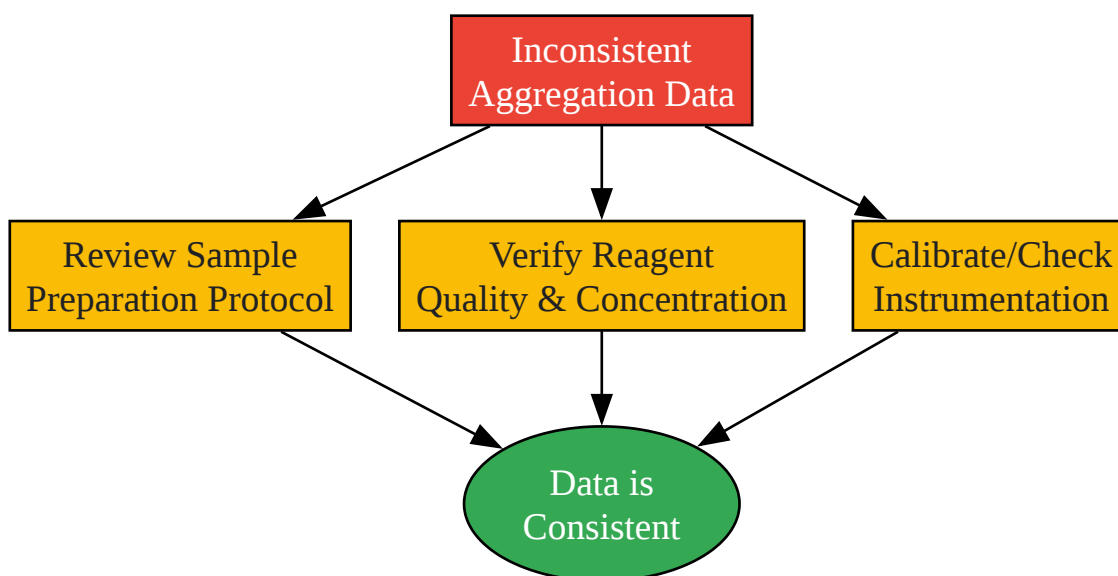 Inconsistent
Aggregation Data
Review Sample
Preparation Protocol
Verify Reagent
Quality & Concentration
Calibrate/Check
Instrumentation
Data is
Consistent